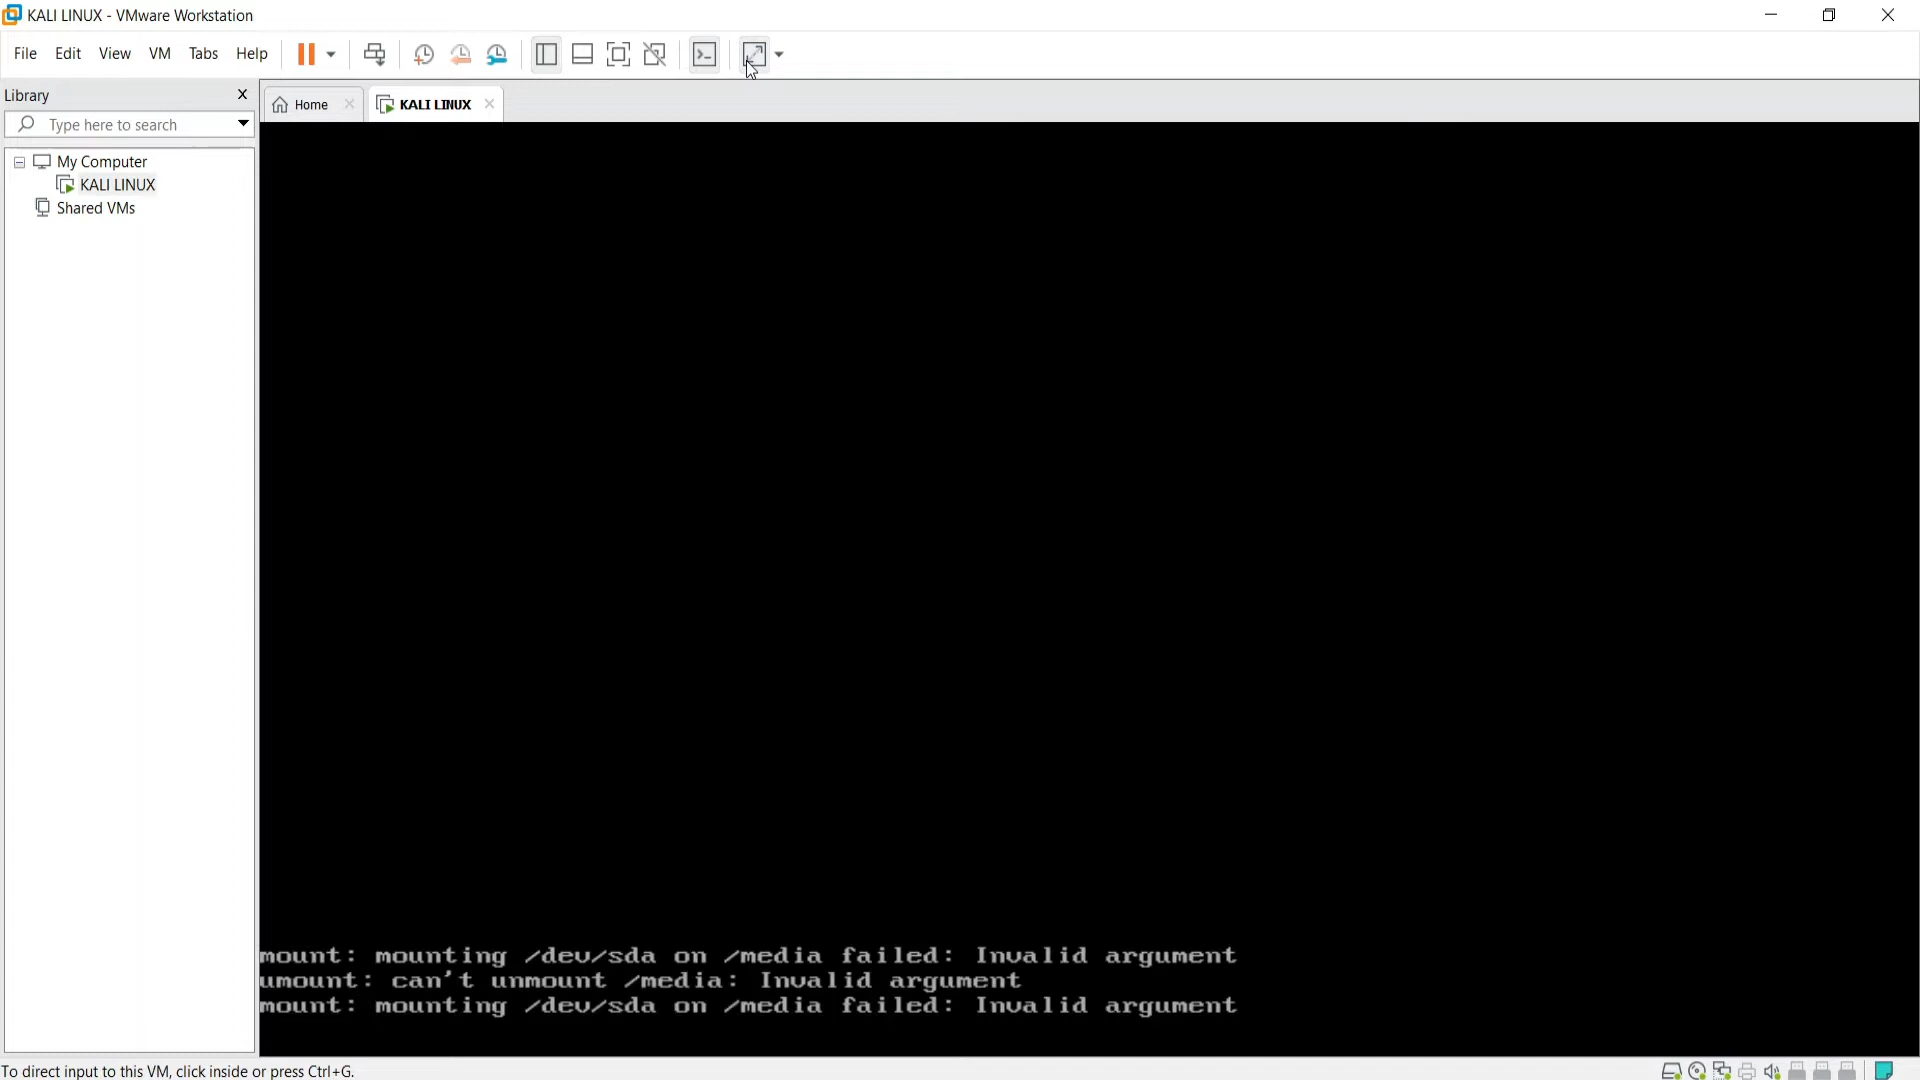 KALI LINUX - VMware Workstation
File Edit View VM Tabs Help
Library
Home KALI LINUX
Type here to search
My Computer
KALI LINUX
Shared VMs
mount: mounting /dev/sda on /media failed: Invalid argument
umount: can't unmount /media: Invalid argument
mount: mounting /dev/sda on /media failed: Invalid argument
To direct input to this VM, click inside or press Ctrl+G.